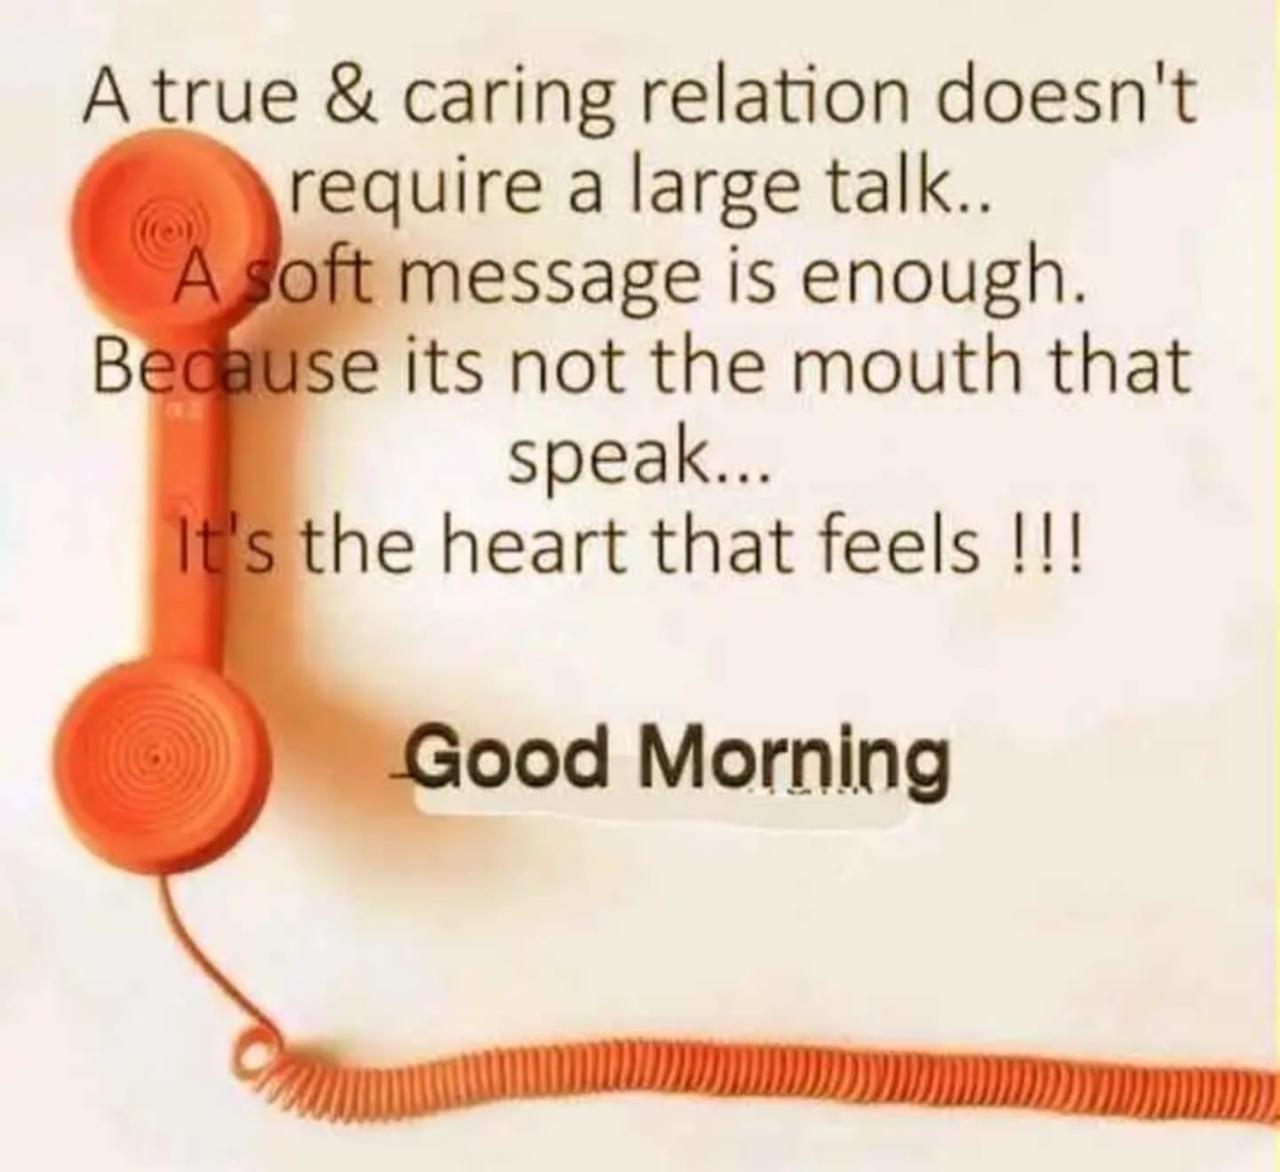 A true & caring relation doesn't
require a large talk..
A soft message is enough.
Because its not the mouth that
speak...
It's the heart that feels !!!
Good Morning